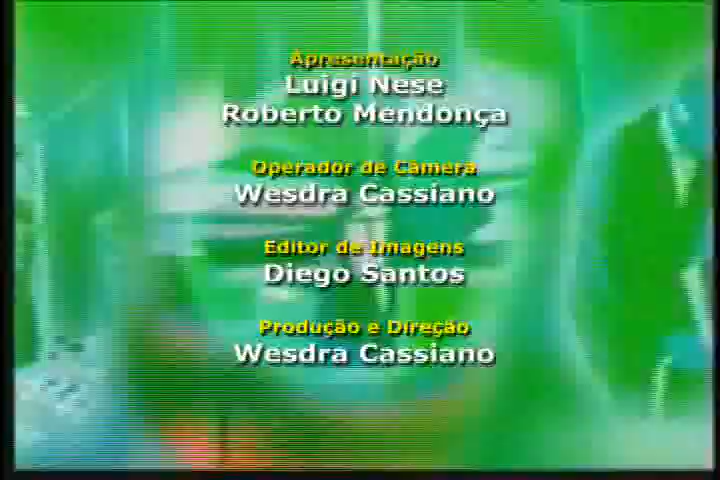 Apresentação
Luigi Nese
Roberto Mendonça
Operador de Câmera
Wesdra Cassiano
Editor de Imagens
Diego Santos
Produção e Direção
Wesdra Cassiano